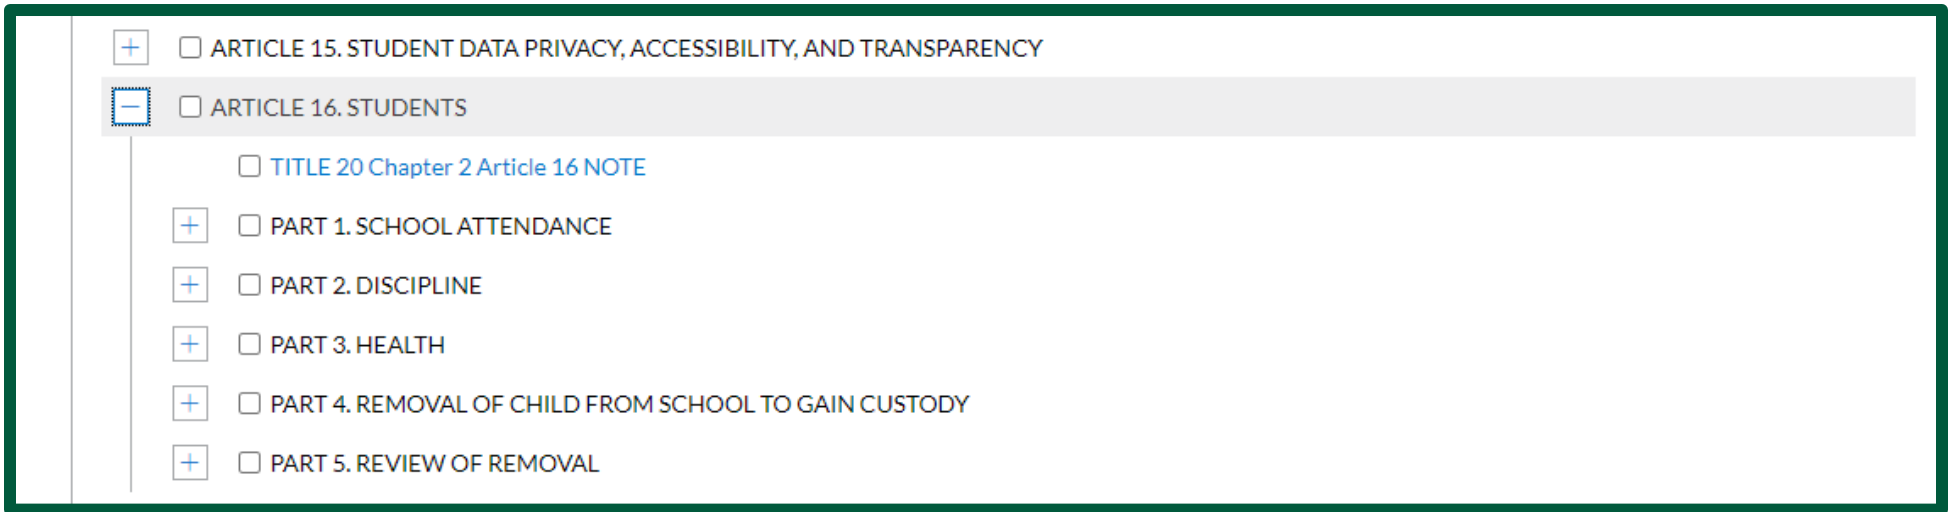 ARTICLE 15. STUDENT DATA PRIVACY, ACCESSIBILITY, AND TRANSPARENCY
ARTICLE 16. STUDENTS
TITLE 20 Chapter 2 Article 16 NOTE
PART 1. SCHOOL ATTENDANCE
PART 2. DISCIPLINE
PART 3. HEALTH
PART 4. REMOVAL OF CHILD FROM SCHOOL TO GAIN CUSTODY
PART 5. REVIEW OF REMOVAL